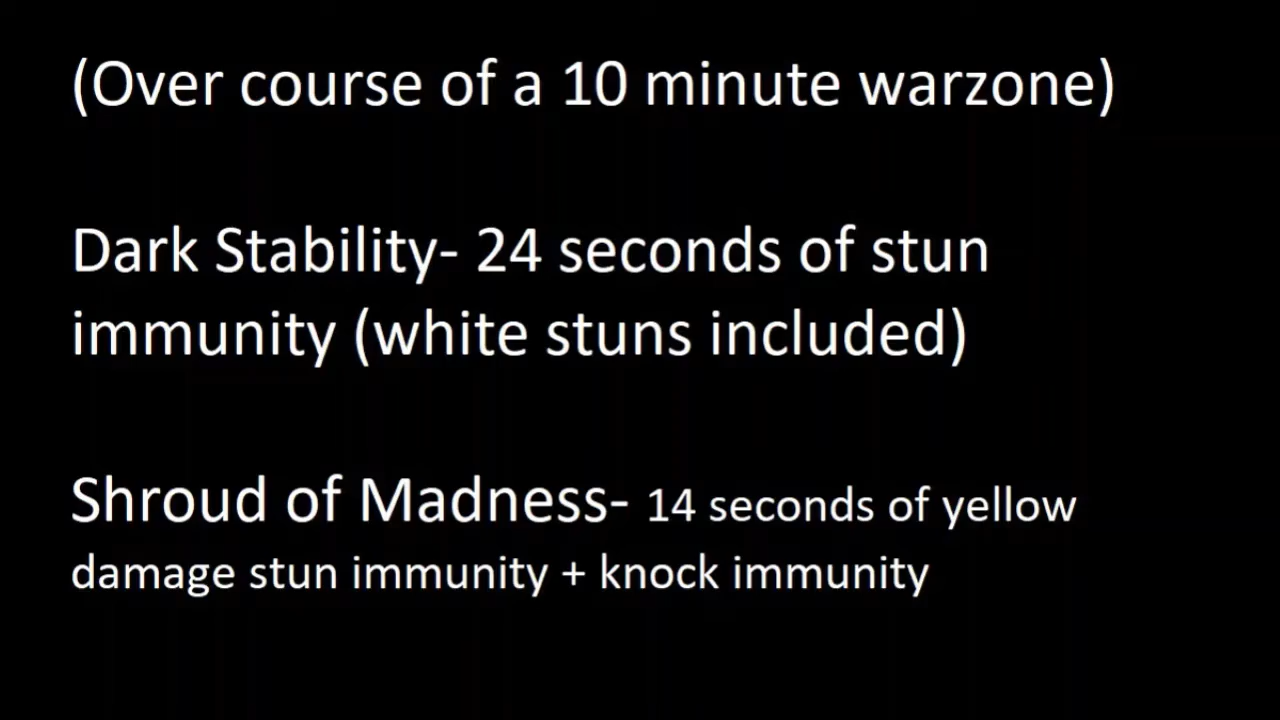 (Over course of a 10 minute warzone)
Dark Stability- 24 seconds of stun
immunity (white stuns included)
Shroud of Madness- 14 seconds of yellow
damage stun immunity + knock immunity